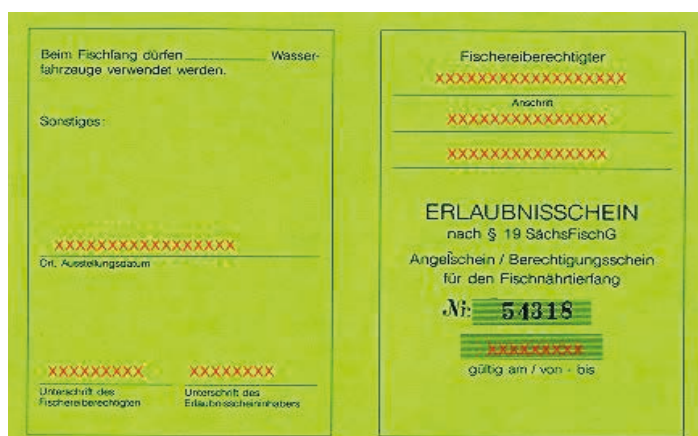 Beim Fischfang dürfen __________ Wasser-
fahrzeuge verwendet werden.
Sonstiges:
XXXXXXXXXXXXXXXXX
Ort, Ausstellungsdatum
XXXXXXXXX XXXXXXXX
Unterschrift des Fischereiberechtigten
Unterschrift des Erlaubnisscheininhabers
Fischereiberechtigter
XXXXXXXXXXXXXXXXXX
Anschrift
XXXXXXXXXXXXXXX
XXXXXXXXXXXXXXX
ERLAUBNISSCHEIN
nach § 19 SächsFischG
Angelschein / Berechtigungsschein
für den Fischnährtierfang
Nr. 54318
XXXXXXXXX
gültig am / von - bis